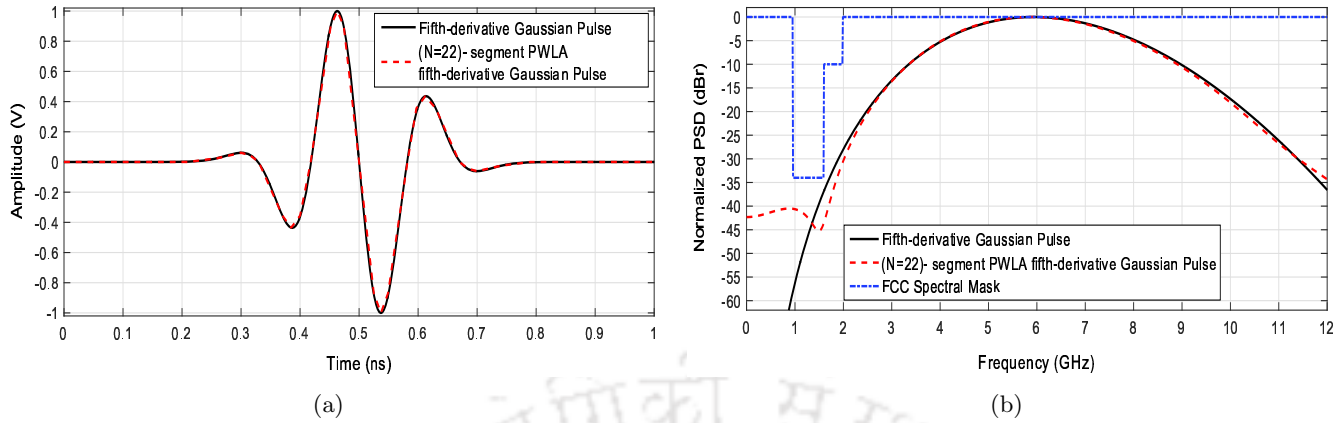 Fifth-derivative Gaussian Pulse
(N=22)- segment PWLA
fifth-derivative Gaussian Pulse
Amplitude (V)
1
0.8
0.6
0.4
0.2
0
-0.2
-0.4
-0.6
-0.8
-1
0 0.1 0.2 0.3 0.4 0.5 0.6 0.7 0.8 0.9 1
Time (ns)
(a)
Normalized PSD (dBr)
0
-5
-10
-15
-20
-25
-30
-35
-40
-45
-50
-55
-60
Fifth-derivative Gaussian Pulse
(N=22)- segment PWLA fifth-derivative Gaussian Pulse
FCC Spectral Mask
0 1 2 3 4 5 6 7 8 9 10 11 12
Frequency (GHz)
(b)